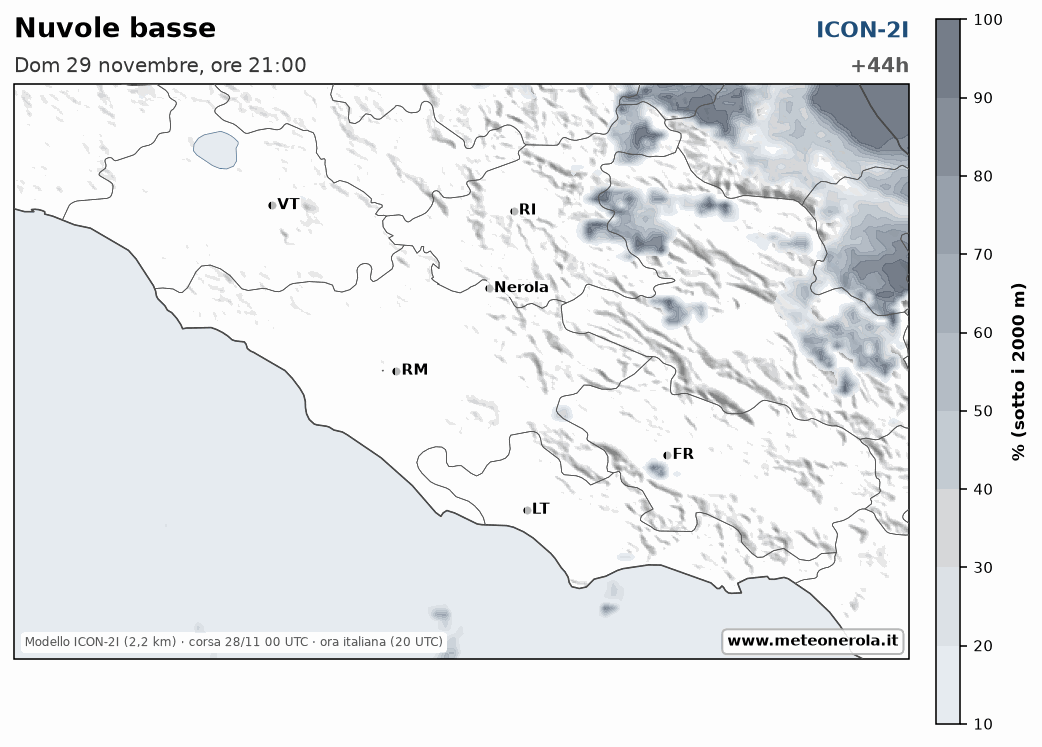 Nuvole basse
ICON-2I
Dom 29 novembre, ore 21:00
+44h
100
90
80
70
60
50
40
30
20
10
% (sotto i 2000 m)
VT
RI
Nerola
RM
FR
LT
Modello ICON-2I (2,2 km) · corsa 28/11 00 UTC · ora italiana (20 UTC)
www.meteonerola.it